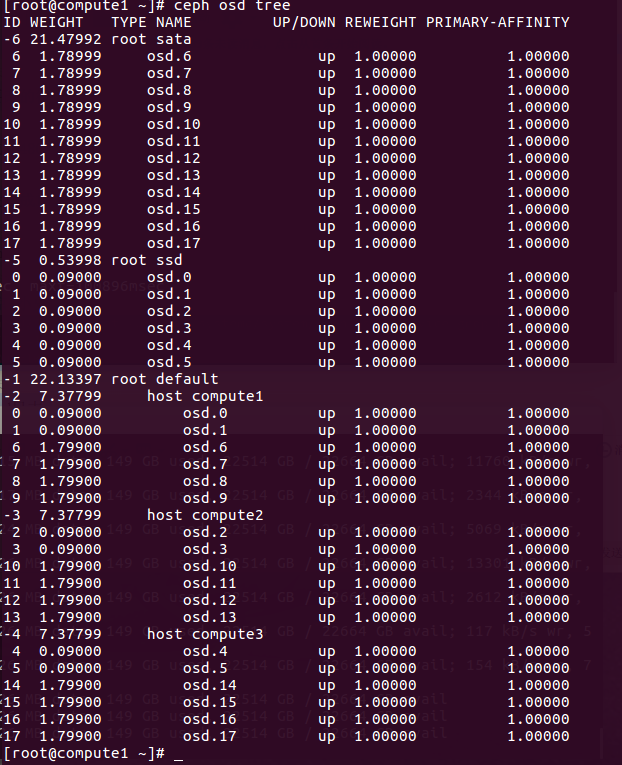 [root@compute1 ~]# ceph osd tree
ID WEIGHT   TYPE NAME          UP/DOWN REWEIGHT PRIMARY-AFFINITY
-6 21.47992 root sata
 6  1.78999     osd.6               up  1.00000          1.00000
 7  1.78999     osd.7               up  1.00000          1.00000
 8  1.78999     osd.8               up  1.00000          1.00000
 9  1.78999     osd.9               up  1.00000          1.00000
10  1.78999     osd.10              up  1.00000          1.00000
11  1.78999     osd.11              up  1.00000          1.00000
12  1.78999     osd.12              up  1.00000          1.00000
13  1.78999     osd.13              up  1.00000          1.00000
14  1.78999     osd.14              up  1.00000          1.00000
15  1.78999     osd.15              up  1.00000          1.00000
16  1.78999     osd.16              up  1.00000          1.00000
17  1.78999     osd.17              up  1.00000          1.00000
-5  0.53998 root ssd
 0  0.09000     osd.0               up  1.00000          1.00000
 1  0.09000     osd.1               up  1.00000          1.00000
 2  0.09000     osd.2               up  1.00000          1.00000
 3  0.09000     osd.3               up  1.00000          1.00000
 4  0.09000     osd.4               up  1.00000          1.00000
 5  0.09000     osd.5               up  1.00000          1.00000
-1 22.13397 root default
-2  7.37799     host compute1
 0  0.09000         osd.0           up  1.00000          1.00000
 1  0.09000         osd.1           up  1.00000          1.00000
 6  1.79900         osd.6           up  1.00000          1.00000
 7  1.79900         osd.7           up  1.00000          1.00000
 8  1.79900         osd.8           up  1.00000          1.00000
 9  1.79900         osd.9           up  1.00000          1.00000
-3  7.37799     host compute2
 2  0.09000         osd.2           up  1.00000          1.00000
 3  0.09000         osd.3           up  1.00000          1.00000
10  1.79900         osd.10          up  1.00000          1.00000
11  1.79900         osd.11          up  1.00000          1.00000
12  1.79900         osd.12          up  1.00000          1.00000
13  1.79900         osd.13          up  1.00000          1.00000
-4  7.37799     host compute3
 4  0.09000         osd.4           up  1.00000          1.00000
 5  0.09000         osd.5           up  1.00000          1.00000
14  1.79900         osd.14          up  1.00000          1.00000
15  1.79900         osd.15          up  1.00000          1.00000
16  1.79900         osd.16          up  1.00000          1.00000
17  1.79900         osd.17          up  1.00000          1.00000
[root@compute1 ~]# _